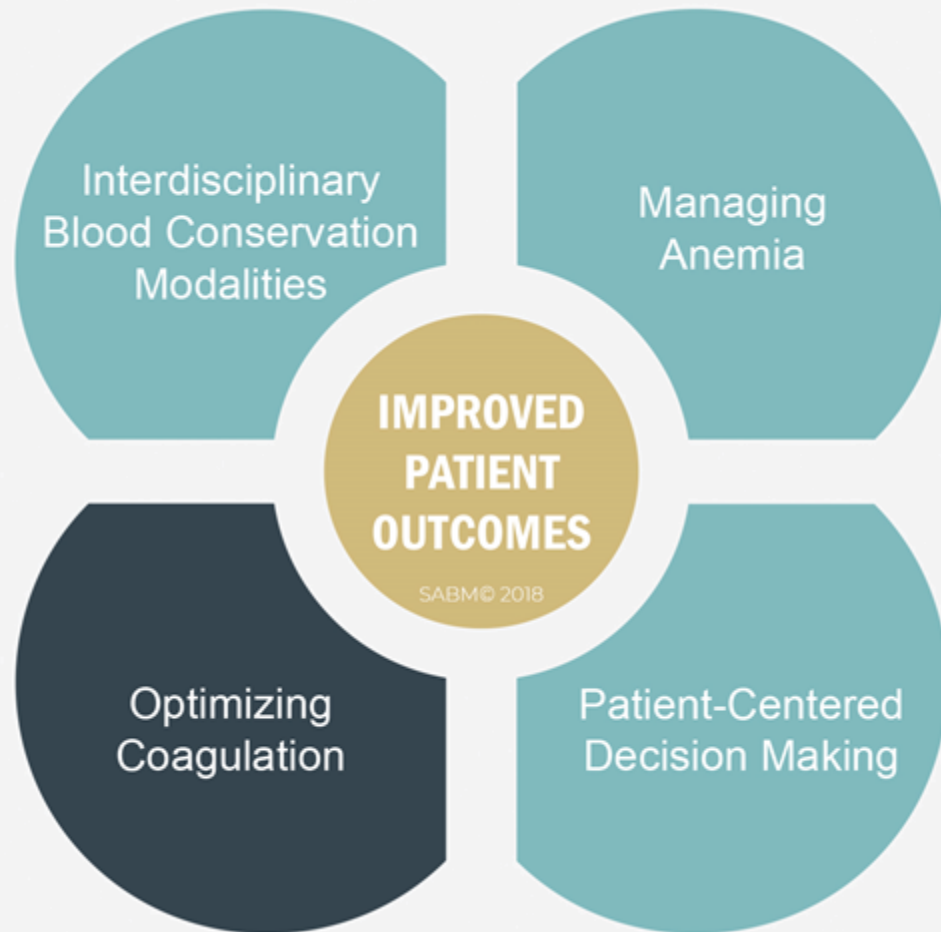 Interdisciplinary
Blood Conservation
Modalities
Managing
Anemia
IMPROVED
PATIENT
OUTCOMES
SABM© 2018
Optimizing
Coagulation
Patient-Centered
Decision Making